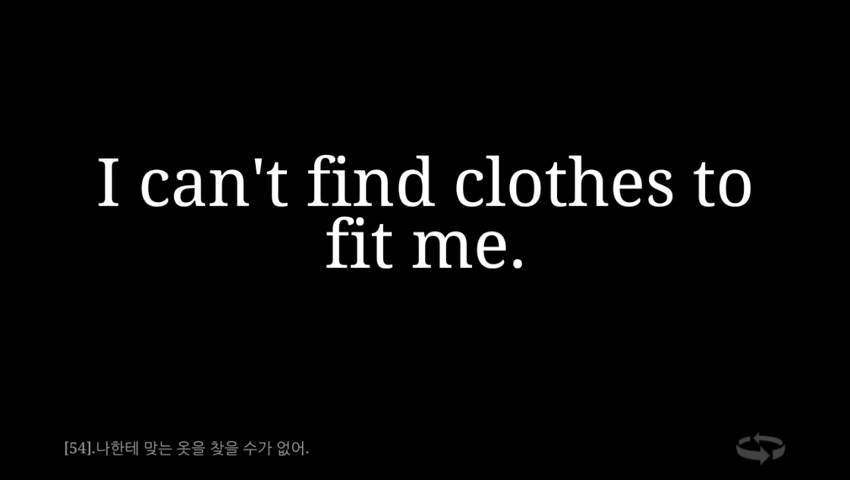 I can't find clothes to
fit me.
[54].나한테 맞는 옷을 찾을 수가 없어.